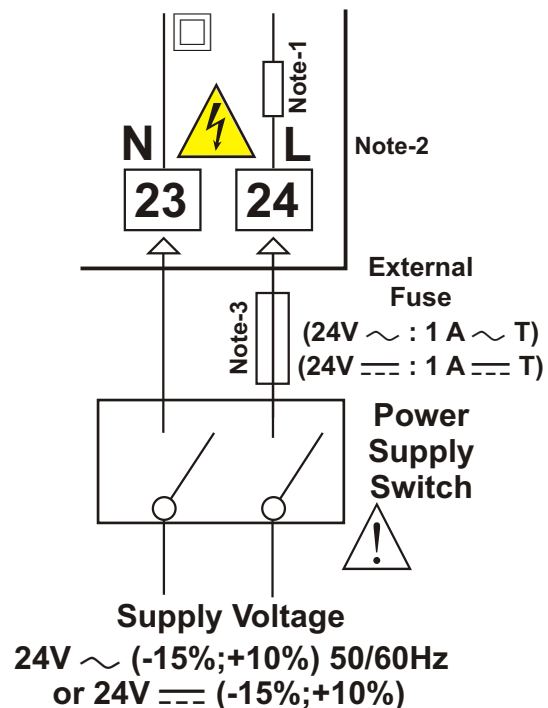 Note-1
N L
Note-2
23 24
External
Fuse
Note-3
(24V ~ : 1 A ~ T)
(24V ⎓ : 1 A ⎓ T)
Power
Supply
Switch
!
Supply Voltage
24V ~ (-15%;+10%) 50/60Hz
or 24V ⎓ (-15%;+10%)